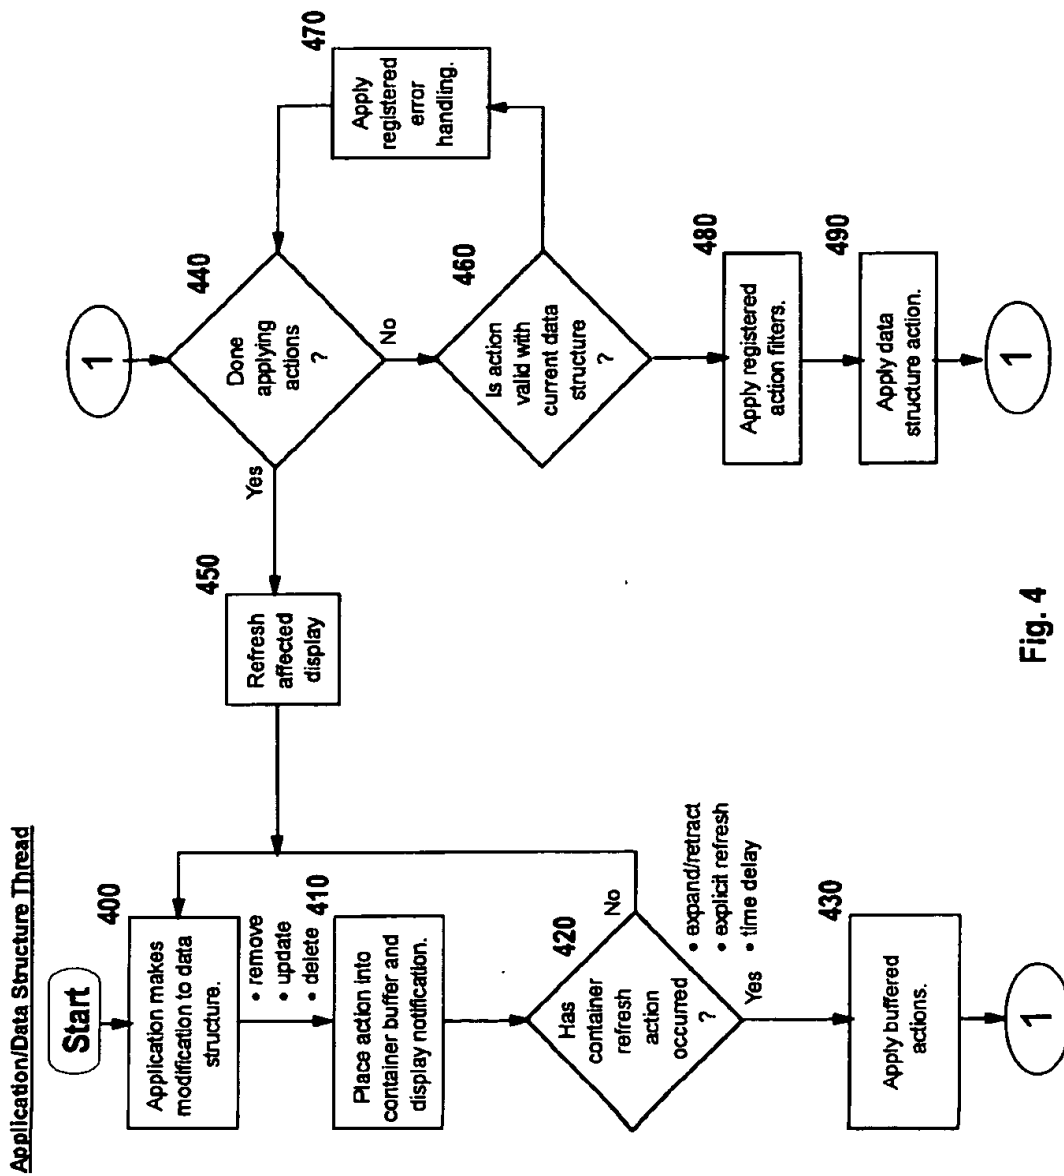 Application/Data Structure Thread
Start
400
Application makes
modification to data
structure.
• remove
• update
• delete
410
Place action into
container buffer and
display notification.
420
Has
container
refresh
action
occurred
?
No
Yes
• expand/retract
• explicit refresh
• time delay
430
Apply buffered
actions.
1
450
Refresh
affected
display
1
440
Done
applying
actions
?
Yes
No
460
Is action
valid with
current data
structure
?
470
Apply
registered
error
handling.
480
Apply registered
action filters.
490
Apply data
structure action.
1
Fig. 4